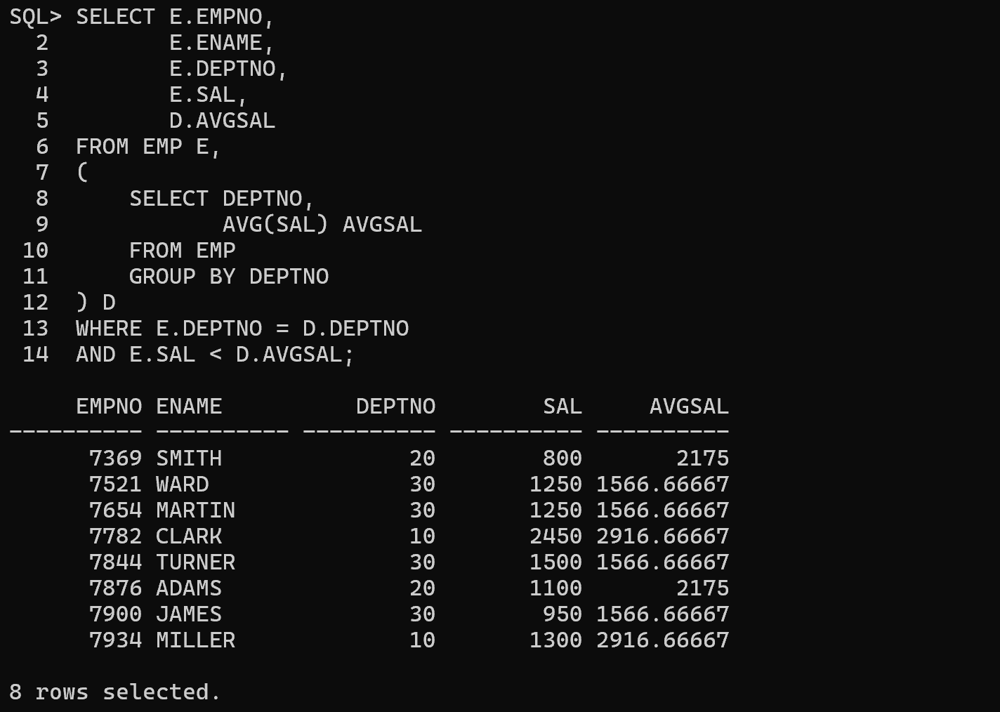 SQL> SELECT E.EMPNO,
  2         E.ENAME,
  3         E.DEPTNO,
  4         E.SAL,
  5         D.AVGSAL
  6  FROM EMP E,
  7  (
  8      SELECT DEPTNO,
  9             AVG(SAL) AVGSAL
 10      FROM EMP
 11      GROUP BY DEPTNO
 12  ) D
 13  WHERE E.DEPTNO = D.DEPTNO
 14  AND E.SAL < D.AVGSAL;

     EMPNO ENAME          DEPTNO        SAL     AVGSAL
---------- ---------- ---------- ---------- ----------
      7369 SMITH              20        800       2175
      7521 WARD               30       1250 1566.66667
      7654 MARTIN             30       1250 1566.66667
      7782 CLARK              10       2450 2916.66667
      7844 TURNER             30       1500 1566.66667
      7876 ADAMS              20       1100       2175
      7900 JAMES              30        950 1566.66667
      7934 MILLER             10       1300 2916.66667

8 rows selected.